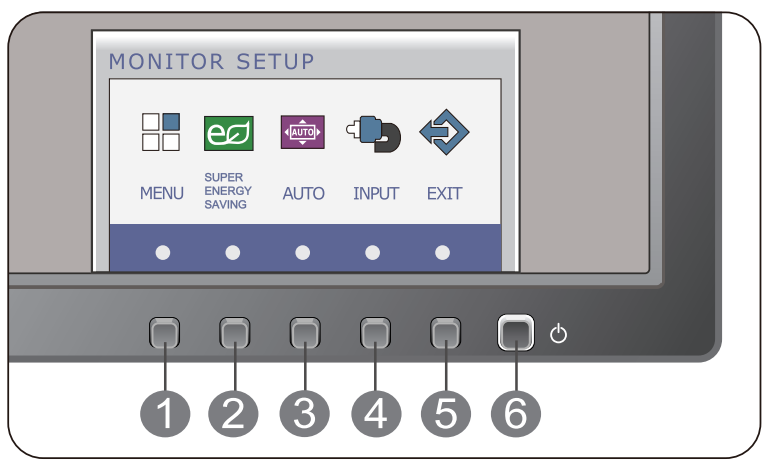 MONITOR SETUP
AUTO
MENU
SUPER
ENERGY
SAVING
AUTO
INPUT
EXIT
1 2 3 4 5 6